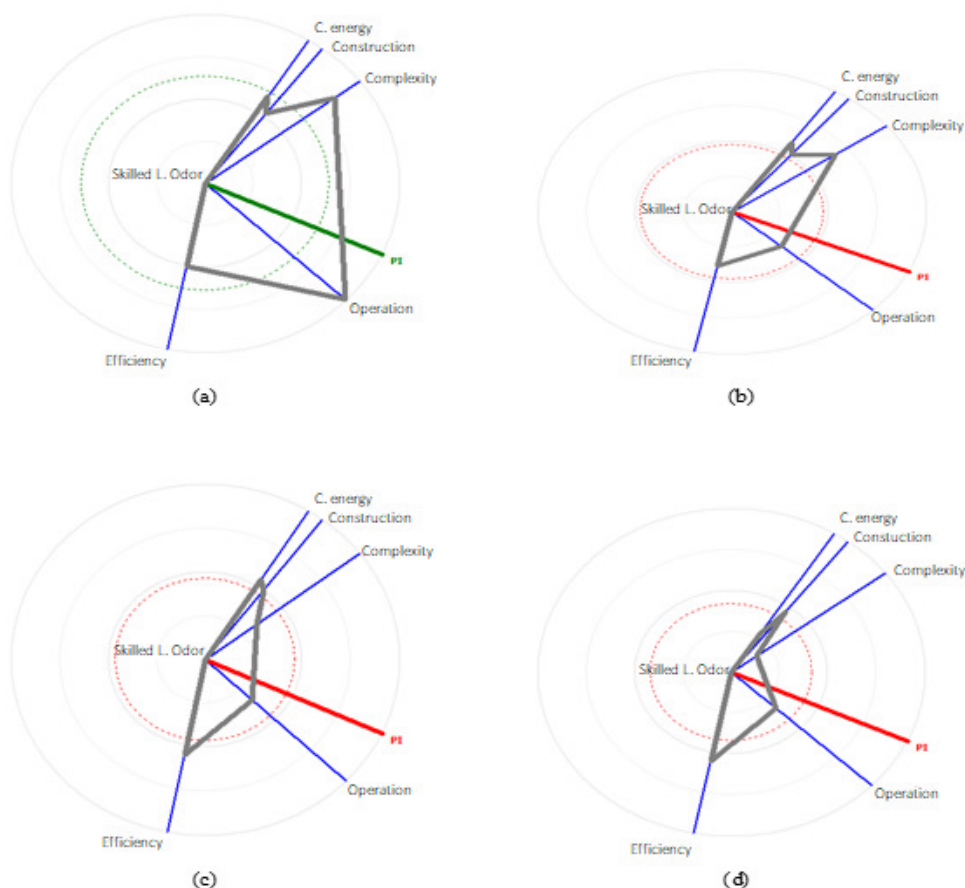 C. energy
Construction
Complexity
Skilled L. Odor
PI
Operation
Efficiency
(a)
C. energy
Construction
Complexity
Skilled L. Odor
PI
Operation
Efficiency
(b)
C. energy
Construction
Complexity
Skilled L. Odor
PI
Operation
Efficiency
(c)
C. energy
Constuction
Complexity
Skilled L. Odor
PI
Operation
Efficiency
(d)